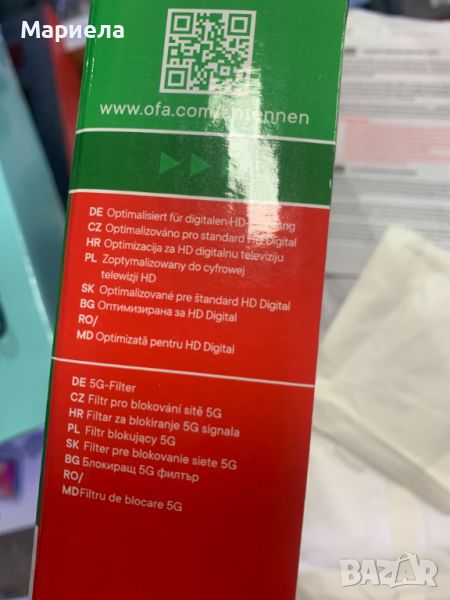 Мариела
www.ofa.com/
DE Optimalisiert für digitalen HD-
CZ Optimalizováno pro standard HD Digital
HR Optimizacija za HD digitalnu televiziju
PL Zoptymalizowany do cyfrowej
telewizji HD
SK Optimalizované pre štandard HD Digital
BG Оптимизирана за HD Digital
RO/
MD Optimizată pentru HD Digital
DE 5G-Filter
CZ Filtr pro blokování sítě 5G
HR Filtar za blokiranje 5G signala
PL Filtr blokujący 5G
SK Filter pre blokovanie siete 5G
BG Блокиращ 5G филтър
RO/
MD Filtru de blocare 5G
BAZAR